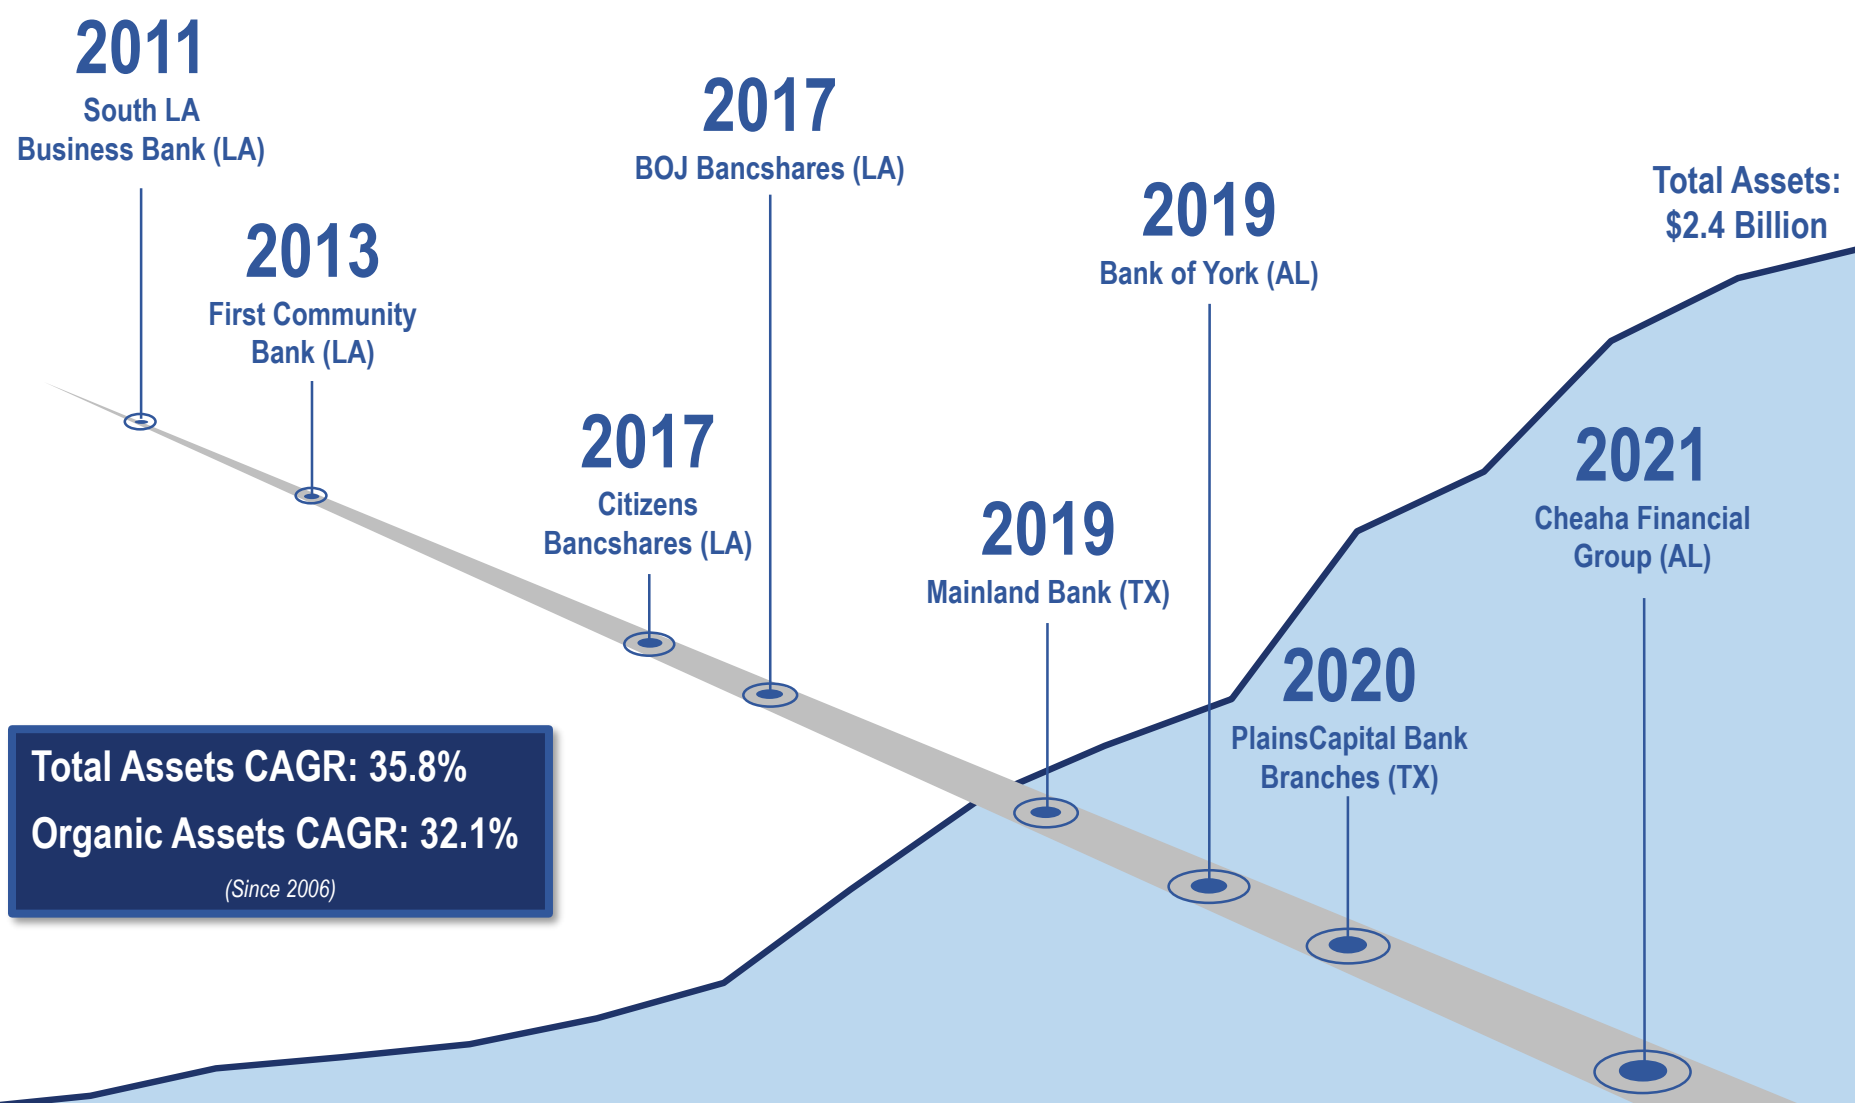 2011
South LA
Business Bank (LA)
2013
First Community
Bank (LA)
2017
Citizens
Bancshares (LA)
2017
BOJ Bancshares (LA)
2019
Mainland Bank (TX)
2019
Bank of York (AL)
2020
PlainsCapital Bank
Branches (TX)
2021
Cheaha Financial
Group (AL)
Total Assets:
$2.4 Billion
Total Assets CAGR: 35.8%
Organic Assets CAGR: 32.1%
(Since 2006)